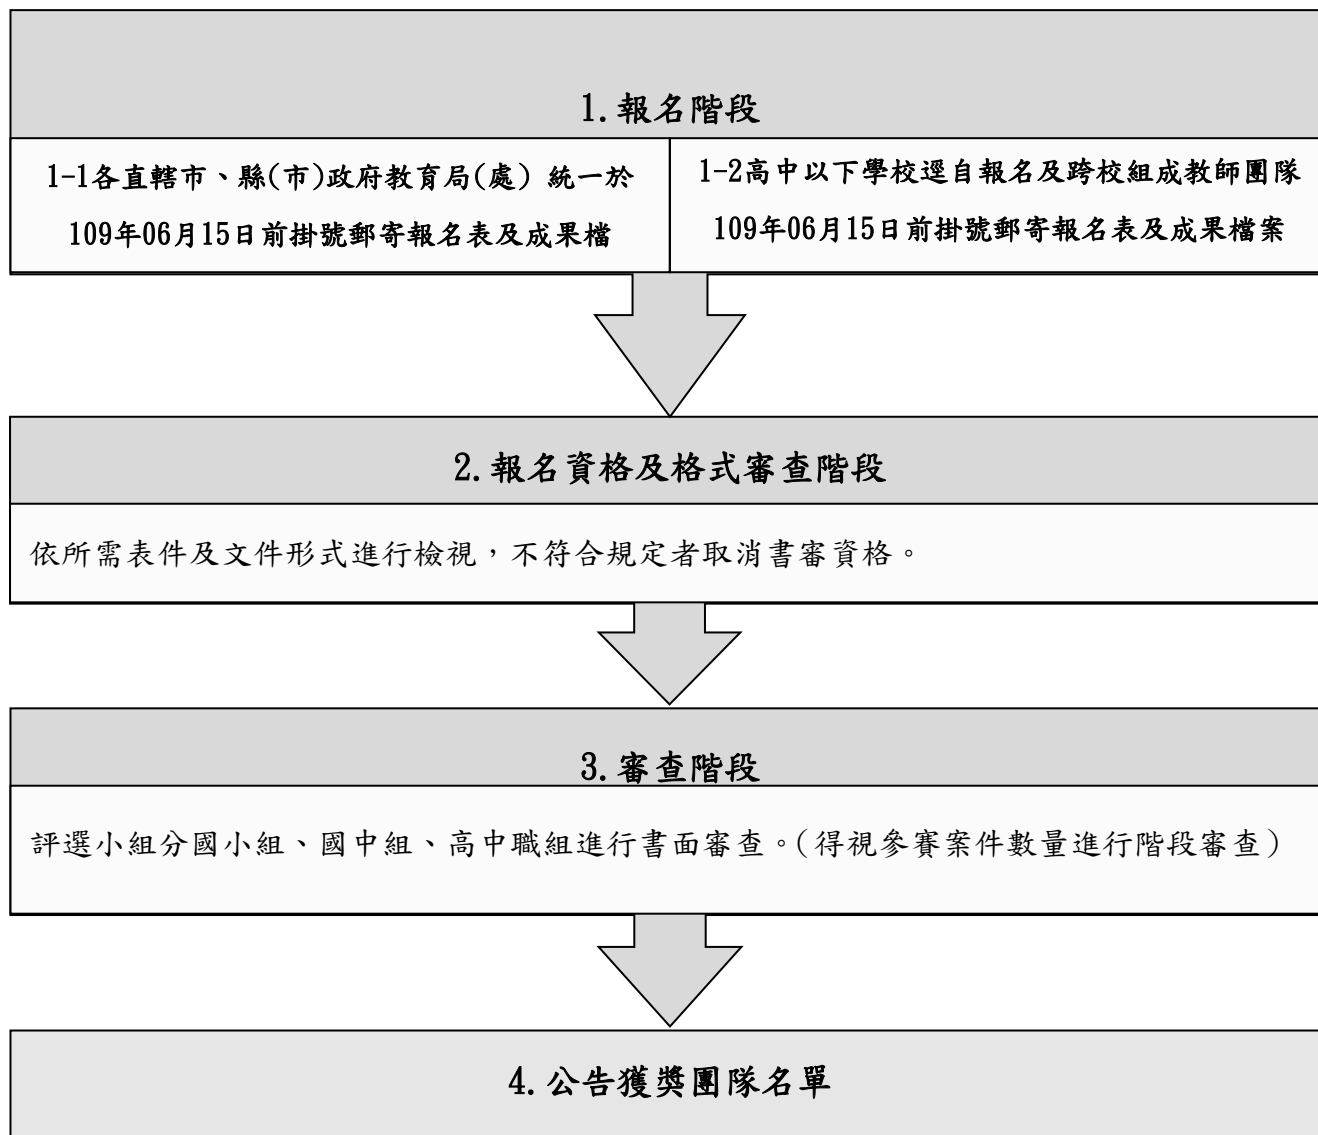 1.報名階段
1-1各直轄市、縣(市)政府教育局(處) 統一於
109年06月15日前掛號郵寄報名表及成果檔
1-2高中以下學校逕自報名及跨校組成教師團隊
109年06月15日前掛號郵寄報名表及成果檔案
2.報名資格及格式審查階段
依所需表件及文件形式進行檢視，不符合規定者取消書審資格。
3.審查階段
評選小組分國小組、國中組、高中職組進行書面審查。(得視參賽案件數量進行階段審查)
4.公告獲獎團隊名單